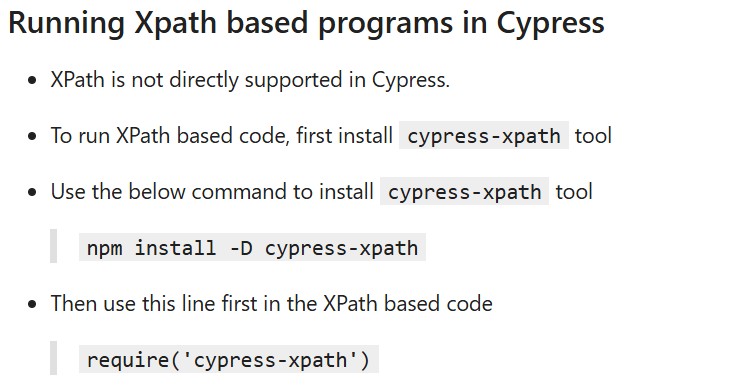 Running Xpath based programs in Cypress
XPath is not directly supported in Cypress.
To run XPath based code, first install cypress-xpath tool
Use the below command to install cypress-xpath tool
npm install -D cypress-xpath
Then use this line first in the XPath based code
require('cypress-xpath')